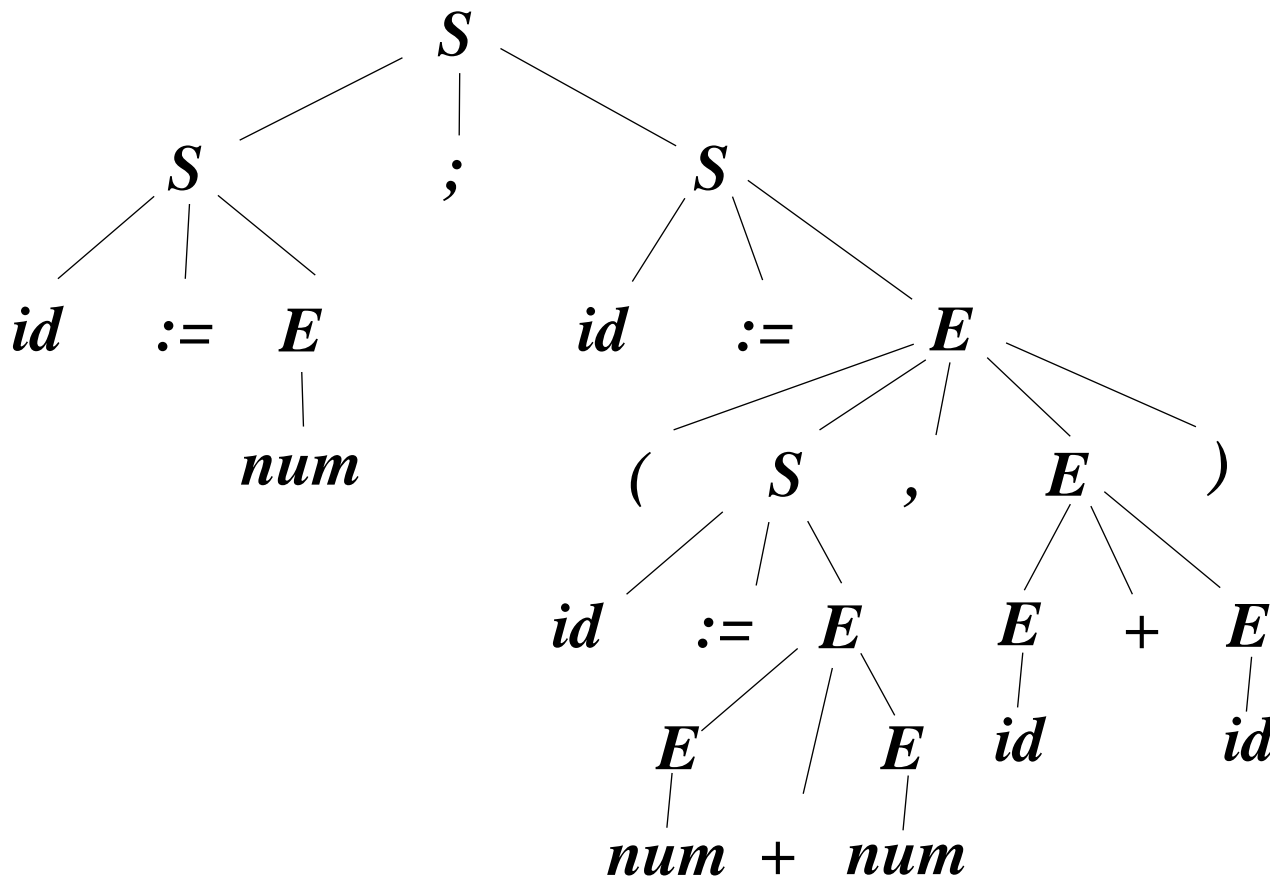 S
S ; S
id := E id := E
num ( S , E )
id := E E + E
E E id id
num + num